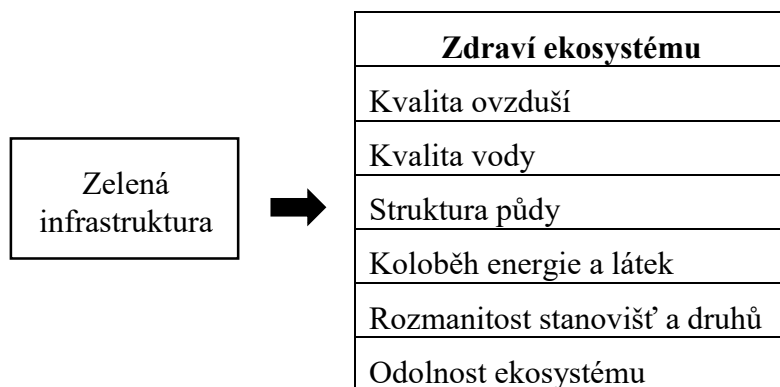 Zelená
infrastruktura
Zdraví ekosystému
Kvalita ovzduší
Kvalita vody
Struktura půdy
Koloběh energie a látek
Rozmanitost stanovišť a druhů
Odolnost ekosystému